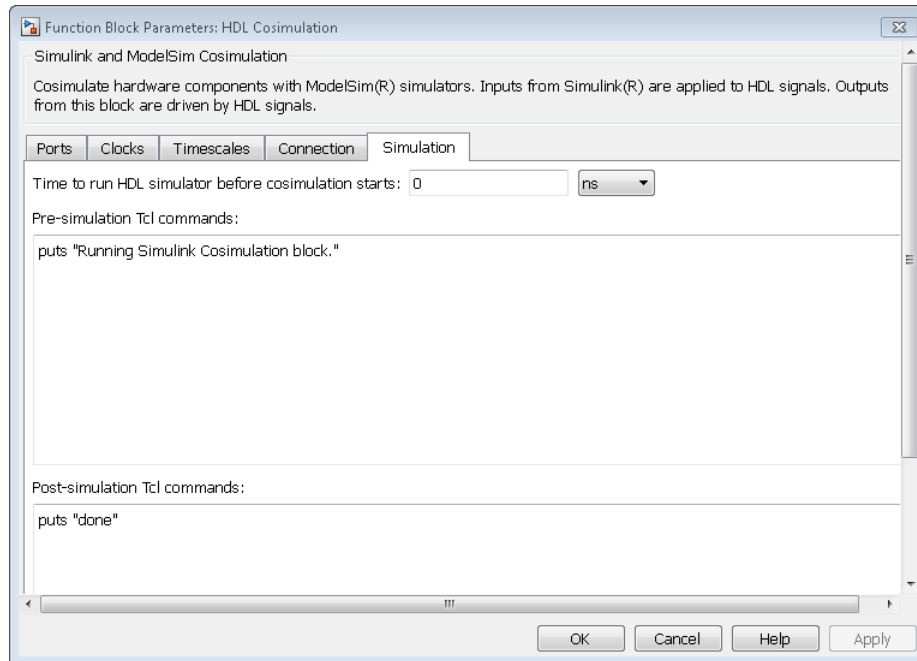 Function Block Parameters: HDL Cosimulation
Simulink and ModelSim Cosimulation
Cosimulate hardware components with ModelSim(R) simulators. Inputs from Simulink(R) are applied to HDL signals. Outputs
from this block are driven by HDL signals.
Ports Clocks Timescales Connection Simulation
Time to run HDL simulator before cosimulation starts: 0 ns
Pre-simulation Tcl commands:
puts "Running Simulink Cosimulation block."
Post-simulation Tcl commands:
puts "done"
OK Cancel Help Apply